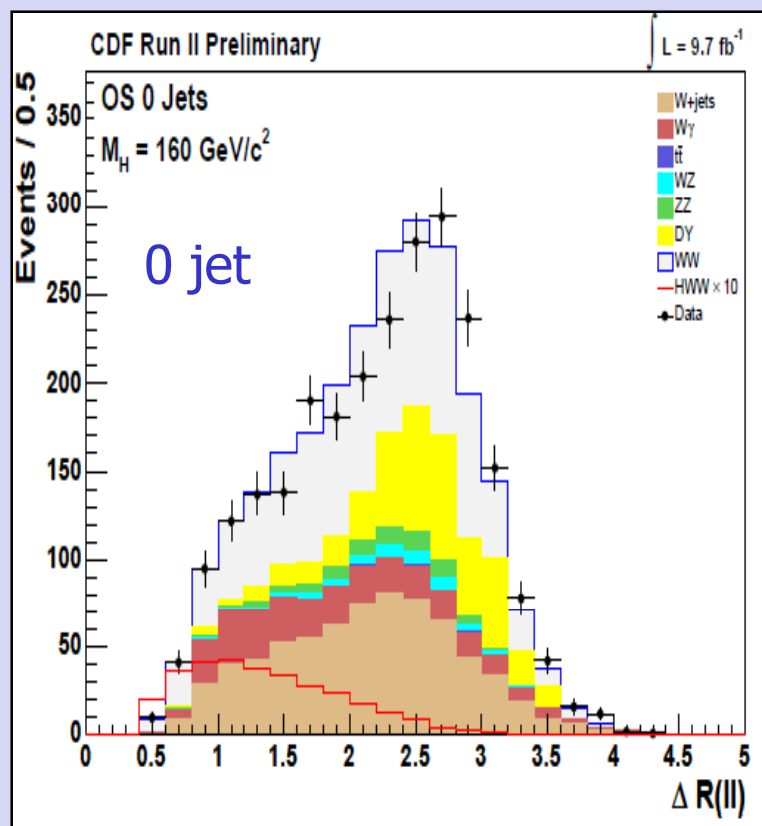 CDF Run II Preliminary
∫ L = 9.7 fb⁻¹
OS 0 Jets
M_H = 160 GeV/c²
0 jet
W+jets
Wγ
tt̄
WZ
ZZ
DY
WW
HWW × 10
Data
Events / 0.5
350
300
250
200
150
100
50
0
0 0.5 1 1.5 2 2.5 3 3.5 4 4.5 5
Δ R(ll)